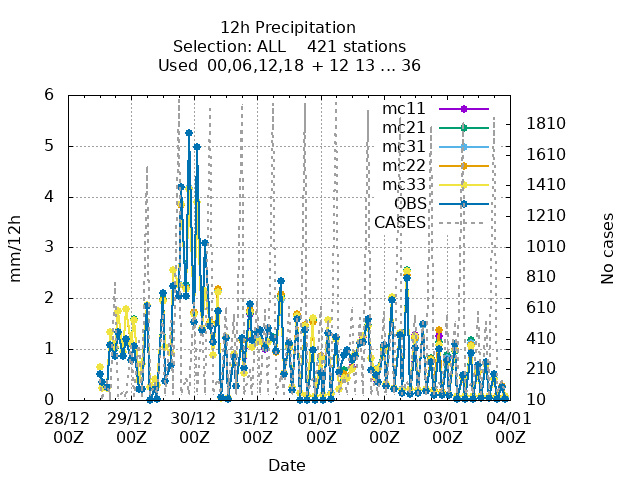 12h Precipitation
Selection: ALL    421 stations
Used  00,06,12,18  + 12 13 ... 36
mm/12h
6
5
4
3
2
1
0
mc11
mc21
mc31
mc22
mc33
OBS
CASES
1810
1610
1410
1210
1010
810
610
410
210
10
No cases
28/12 29/12 30/12 31/12 01/01 02/01 03/01 04/01
00Z 00Z 00Z 00Z 00Z 00Z 00Z 00Z
Date